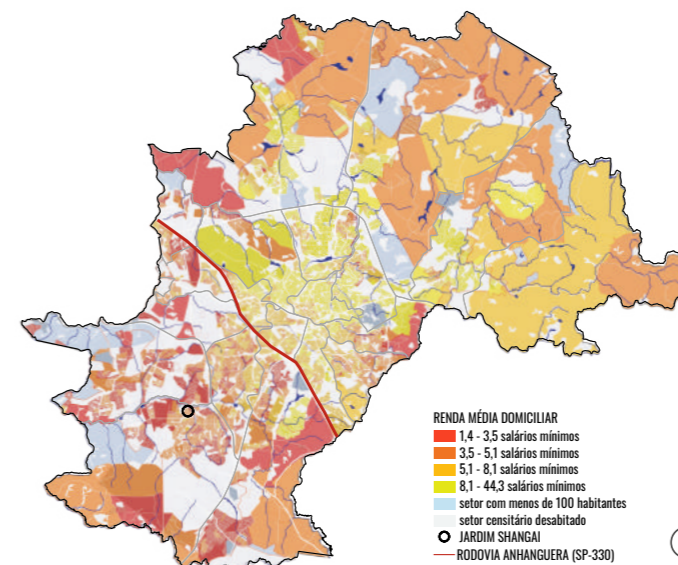 RENDA MÉDIA DOMICILIAR
1,4 - 3,5 salários mínimos
3,5 - 5,1 salários mínimos
5,1 - 8,1 salários mínimos
8,1 - 44,3 salários mínimos
setor com menos de 100 habitantes
setor censitário desabitado
JARDIM SHANGAI
RODOVIA ANHANGUERA (SP-330)